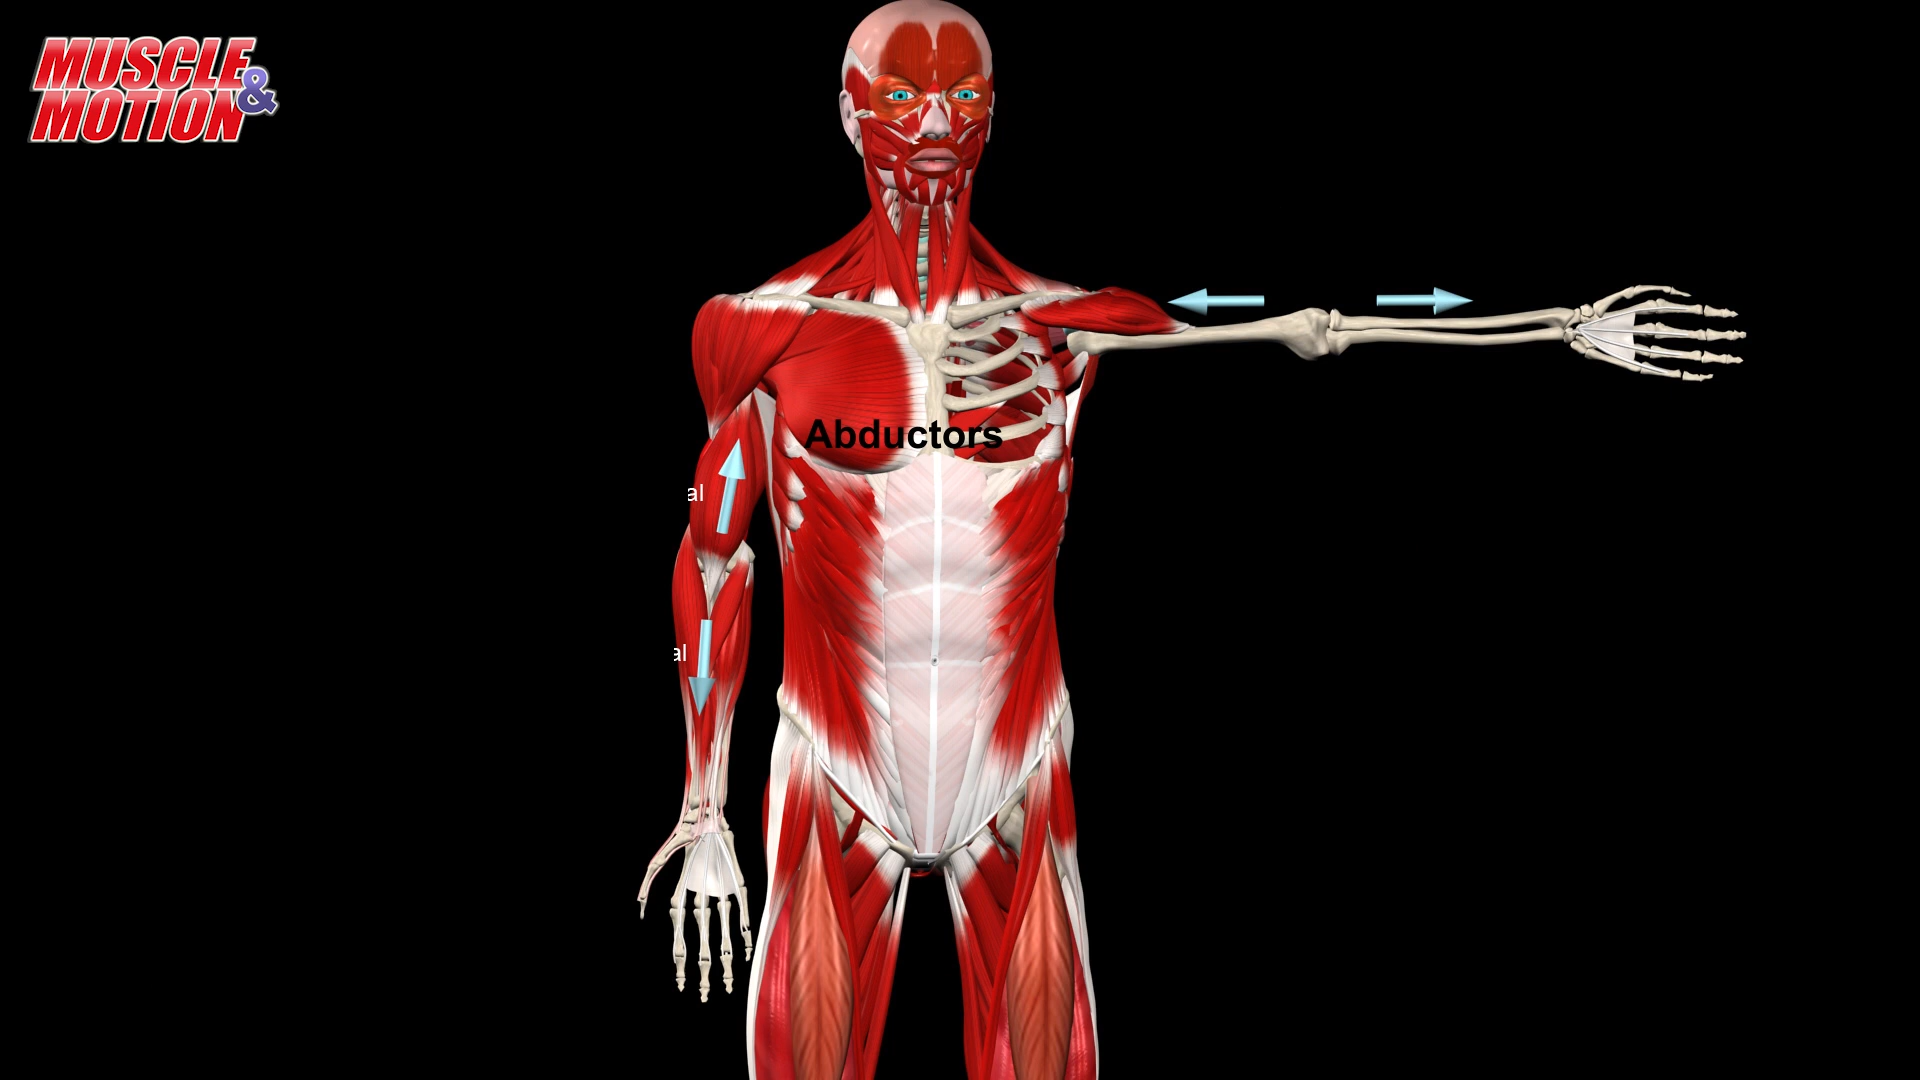 MUSCLE
& MOTION
Abductors
al
al